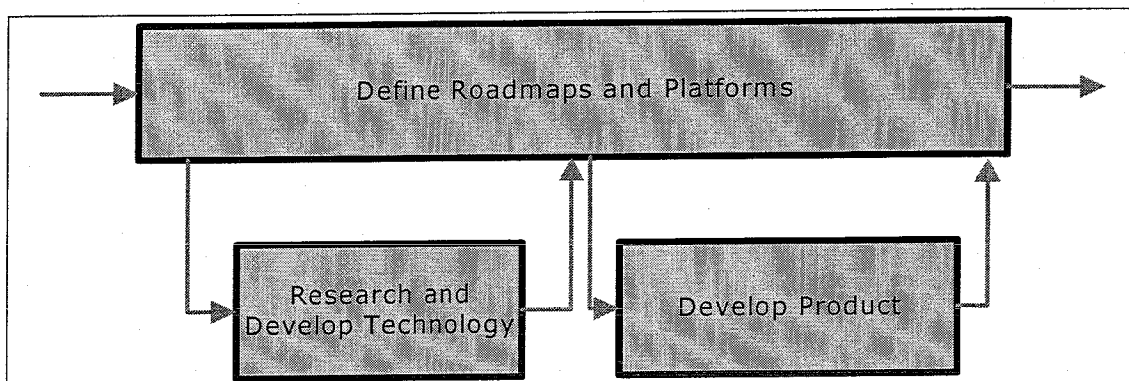 Define Roadmaps and Platforms
Research and
Develop Technology
Develop Product